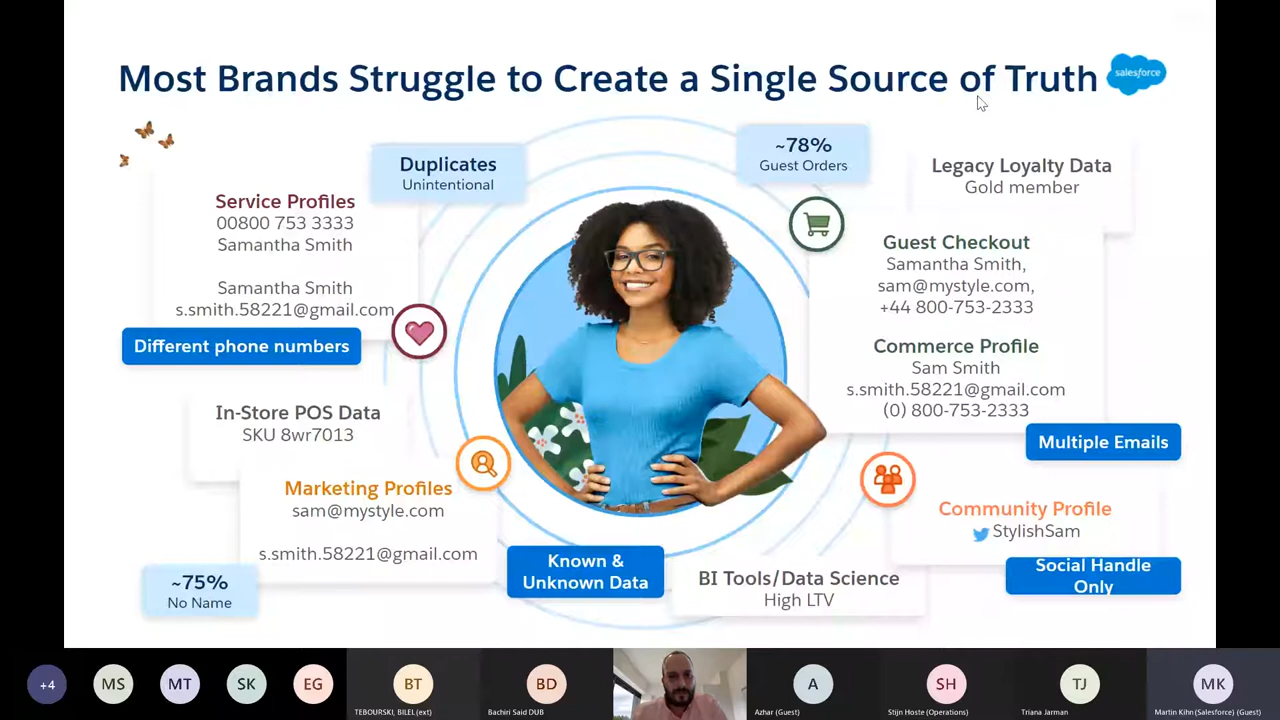 Most Brands Struggle to Create a Single Source of Truth
salesforce
Duplicates
Unintentional
~78%
Guest Orders
Legacy Loyalty Data
Gold member
Service Profiles
00800 753 3333
Samantha Smith
Samantha Smith
s.smith.58221@gmail.com
Different phone numbers
Guest Checkout
Samantha Smith,
sam@mystyle.com,
+44 800-753-2333
Commerce Profile
Sam Smith
s.smith.58221@gmail.com
(0) 800-753-2333
Multiple Emails
In-Store POS Data
SKU 8wr7013
Marketing Profiles
sam@mystyle.com
s.smith.58221@gmail.com
~75%
No Name
Known &
Unknown Data
BI Tools/Data Science
High LTV
Community Profile
StylishSam
Social Handle
Only
+4
MS
MT
SK
EG
BT
TEBOURSKI, BILEL (ext)
BD
Bachiri Said DUB
A
Azhar (Guest)
SH
Stijn Hoste (Operations)
TJ
Triana Jarman
MK
Martin Kihn (Salesforce) (Guest)